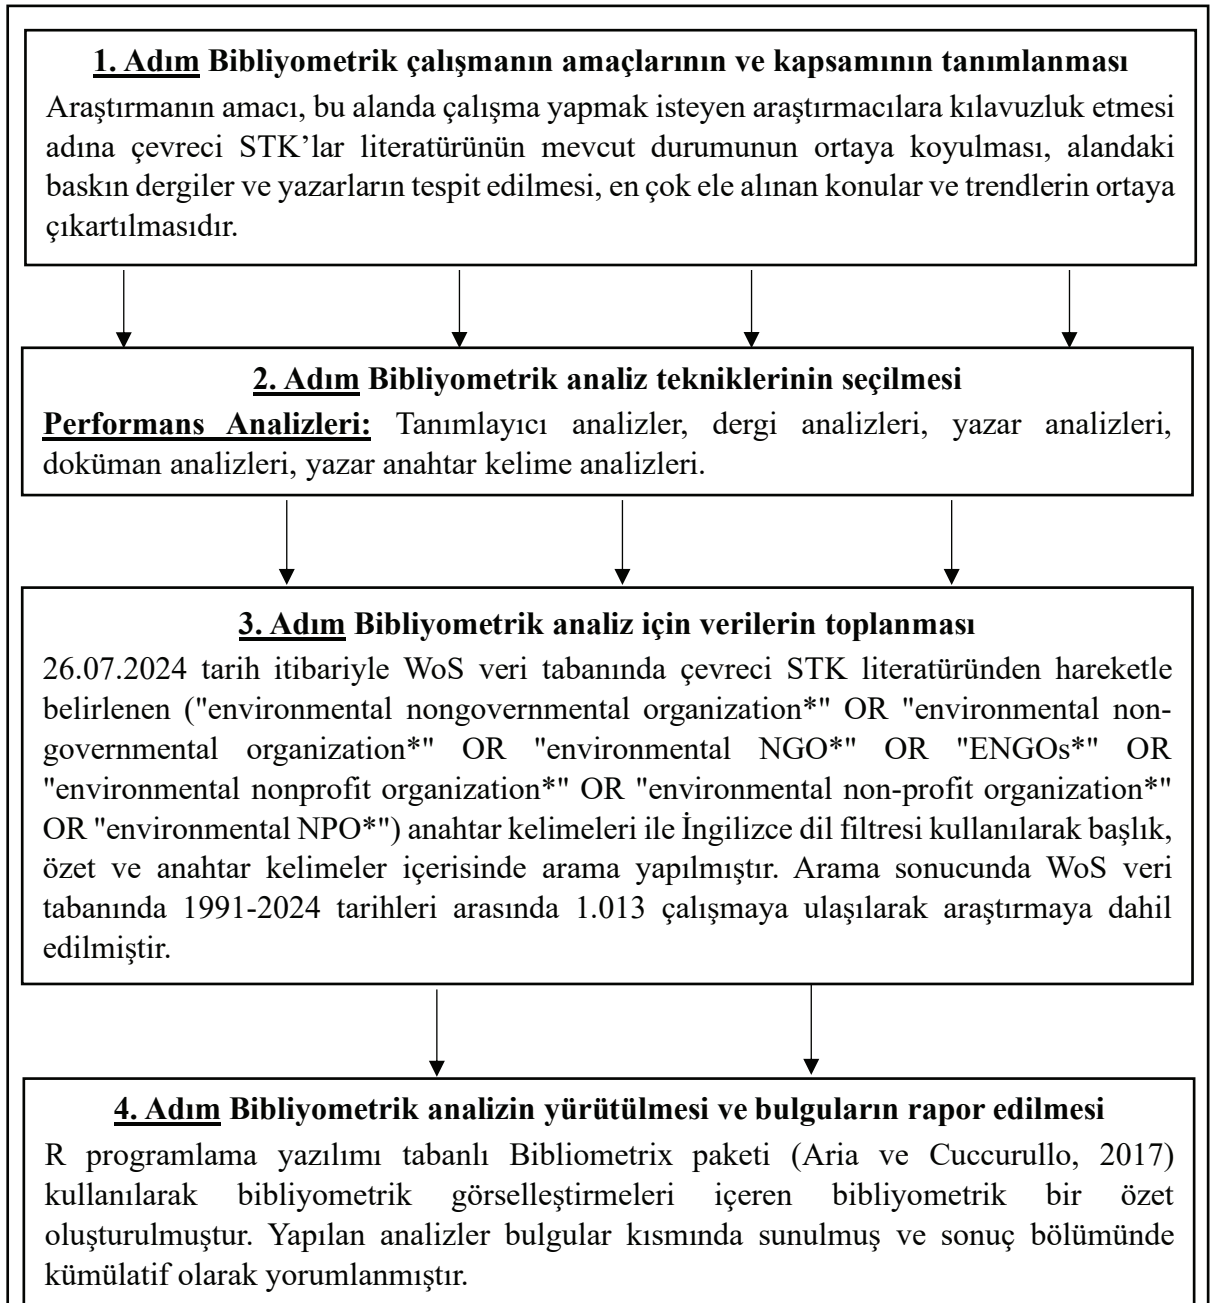 1. Adım Bibliyometrik çalışmanın amaçlarının ve kapsamının tanımlanması
Araştırmanın amacı, bu alanda çalışma yapmak isteyen araştırmacılara kılavuzluk etmesi
adına çevreci STK’lar literatürünün mevcut durumunun ortaya koyulması, alandaki
baskın dergiler ve yazarların tespit edilmesi, en çok ele alınan konular ve trendlerin ortaya
çıkartılmasıdır.
2. Adım Bibliyometrik analiz tekniklerinin seçilmesi
Performans Analizleri: Tanımlayıcı analizler, dergi analizleri, yazar analizleri,
doküman analizleri, yazar anahtar kelime analizleri.
3. Adım Bibliyometrik analiz için verilerin toplanması
26.07.2024 tarih itibariyle WoS veri tabanında çevreci STK literatüründen hareketle
belirlenen ("environmental nongovernmental organization*" OR "environmental non-
governmental organization*" OR "environmental NGO*" OR "ENGOs*" OR
"environmental nonprofit organization*" OR "environmental non-profit organization*"
OR "environmental NPO*") anahtar kelimeleri ile İngilizce dil filtresi kullanılarak başlık,
özet ve anahtar kelimeler içerisinde arama yapılmıştır. Arama sonucunda WoS veri
tabanında 1991-2024 tarihleri arasında 1.013 çalışmaya ulaşılarak araştırmaya dahil
edilmiştir.
4. Adım Bibliyometrik analizin yürütülmesi ve bulguların rapor edilmesi
R programlama yazılımı tabanlı Bibliometrix paketi (Aria ve Cuccurullo, 2017)
kullanılarak bibliyometrik görselleştirmeleri içeren bibliyometrik bir özet
oluşturulmuştur. Yapılan analizler bulgular kısmında sunulmuş ve sonuç bölümünde
kümülatif olarak yorumlanmıştır.